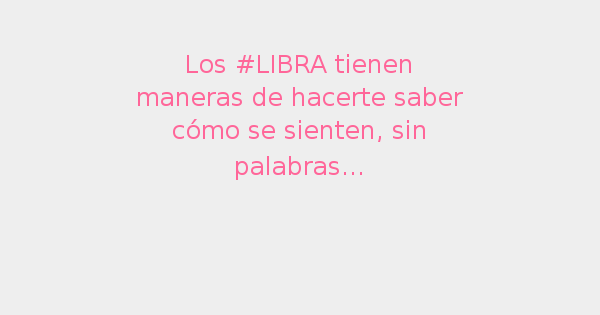 Los #LIBRA tienen
maneras de hacerte saber
cómo se sienten, sin
palabras...